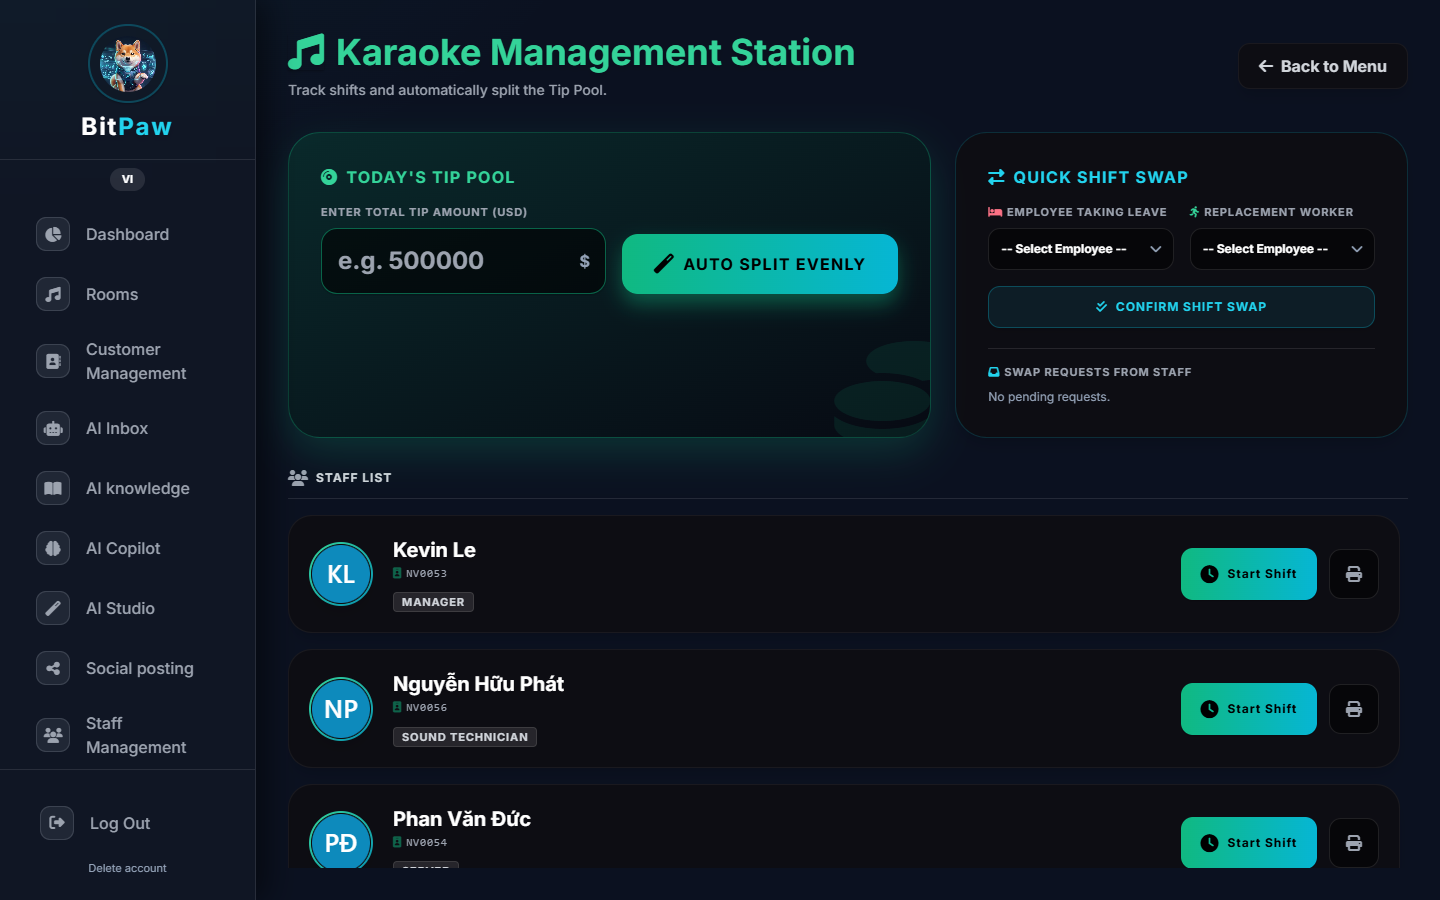 BitPaw
VI
Dashboard
Rooms
Customer
Management
AI Inbox
AI knowledge
AI Copilot
AI Studio
Social posting
Staff
Management
Log Out
Delete account
Karaoke Management Station
Track shifts and automatically split the Tip Pool.
Back to Menu
TODAY'S TIP POOL
ENTER TOTAL TIP AMOUNT (USD)
e.g. 500000 $
AUTO SPLIT EVENLY
QUICK SHIFT SWAP
EMPLOYEE TAKING LEAVE
REPLACEMENT WORKER
-- Select Employee --
-- Select Employee --
CONFIRM SHIFT SWAP
SWAP REQUESTS FROM STAFF
No pending requests.
STAFF LIST
KL
Kevin Le
NV0053
MANAGER
Start Shift
NP
Nguyễn Hữu Phát
NV0056
SOUND TECHNICIAN
Start Shift
PĐ
Phan Văn Đức
NV0054
Start Shift